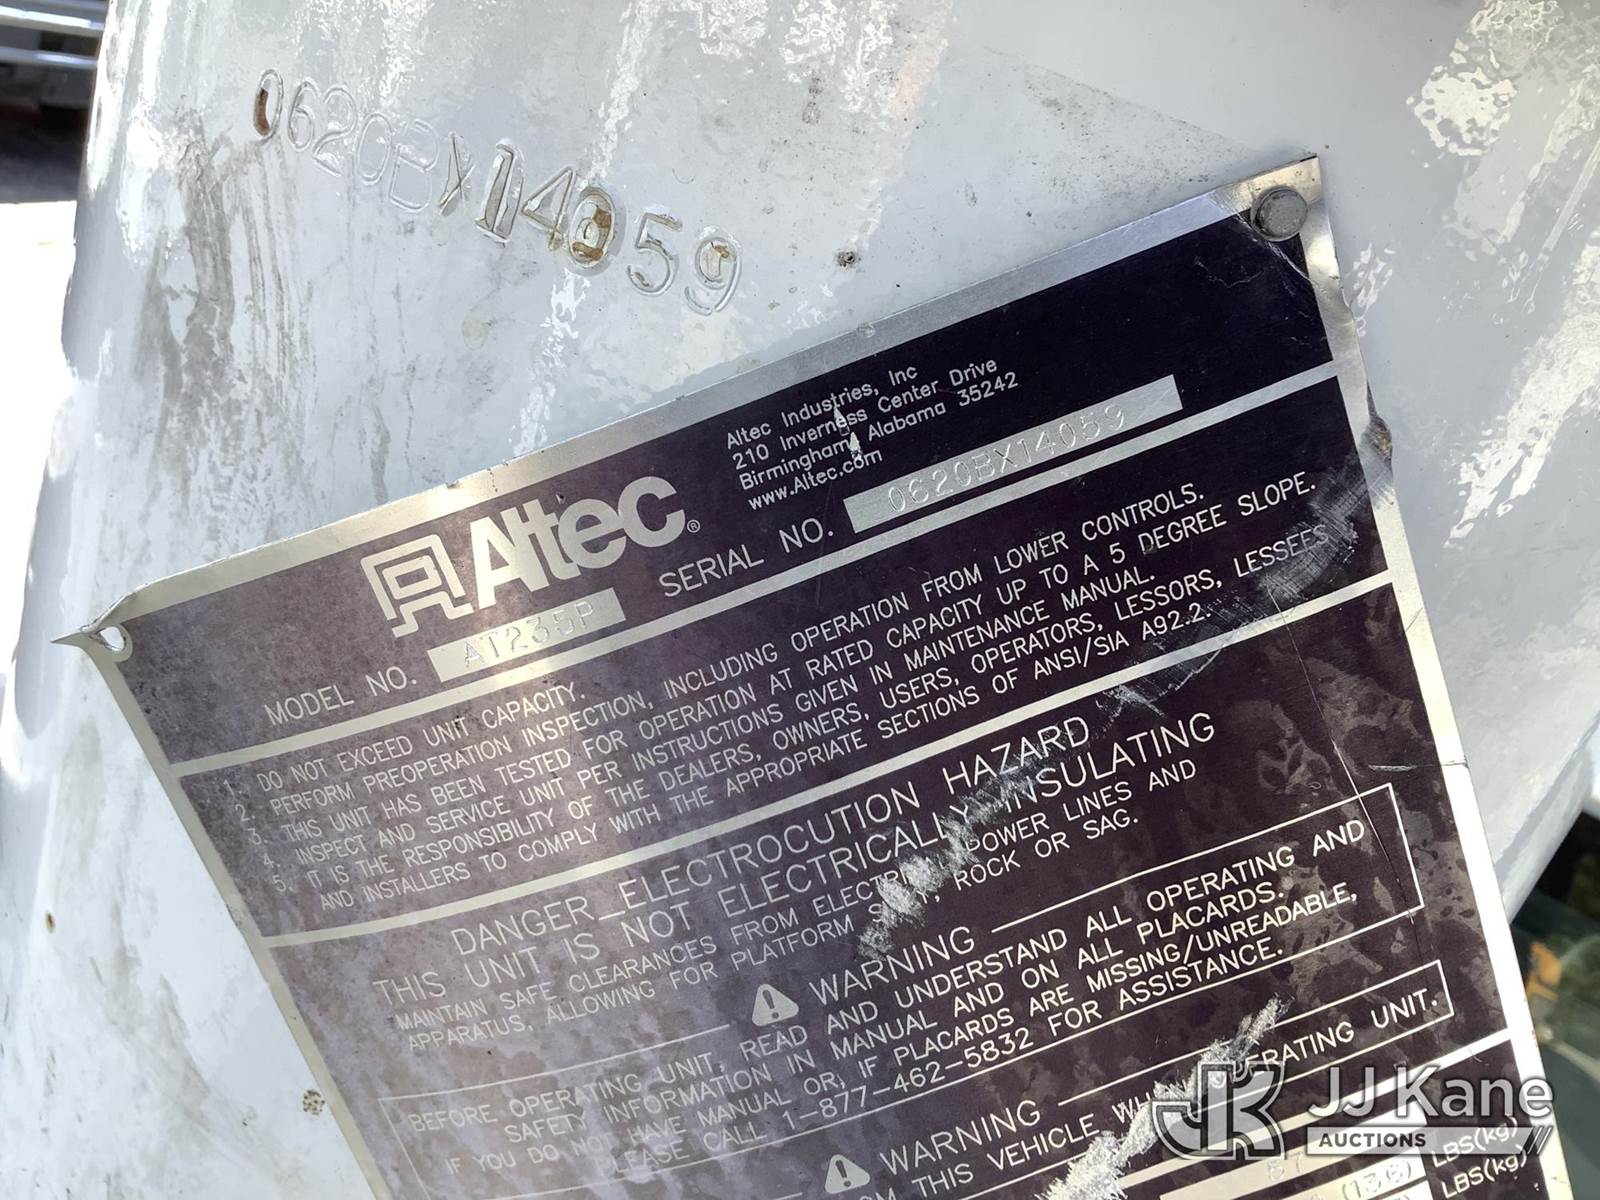 0620BX14059
Altec Industries, Inc
210 Inverness Center Drive
Birmingham, Alabama 35242
www.Altec.com
Altec®
SERIAL NO. 0620BX14059
MODEL NO. AT235P
1. DO NOT EXCEED UNIT CAPACITY.
2. PERFORM PREOPERATION INSPECTION, INCLUDING OPERATION FROM LOWER CONTROLS.
3. THIS UNIT HAS BEEN TESTED FOR OPERATION AT RATED CAPACITY UP TO A 5 DEGREE SLOPE.
4. INSPECT AND SERVICE UNIT PER INSTRUCTIONS GIVEN IN MAINTENANCE MANUAL.
5. IT IS THE RESPONSIBILITY OF THE DEALERS, OWNERS, USERS, OPERATORS, LESSORS, LESSEES
AND INSTALLERS TO COMPLY WITH THE APPROPRIATE SECTIONS OF ANSI/SIA A92.2.
DANGER ELECTROCUTION HAZARD
THIS UNIT IS NOT ELECTRICALLY INSULATING
MAINTAIN SAFE CLEARANCES FROM ELECTRICAL POWER LINES AND
APPARATUS, ALLOWING FOR PLATFORM SWAY, ROCK OR SAG.
WARNING
BEFORE OPERATING UNIT, READ AND UNDERSTAND ALL OPERATING AND
SAFETY INFORMATION IN MANUAL AND ON ALL PLACARDS.
IF YOU DO NOT HAVE MANUAL OR, IF PLACARDS ARE MISSING/UNREADABLE,
PLEASE CALL 1-877-462-5832 FOR ASSISTANCE.
WARNING
THIS VEHICLE OPERATING UNIT.
(136) LBS(kg)
LBS(kg)
JK JJ Kane
AUCTIONS